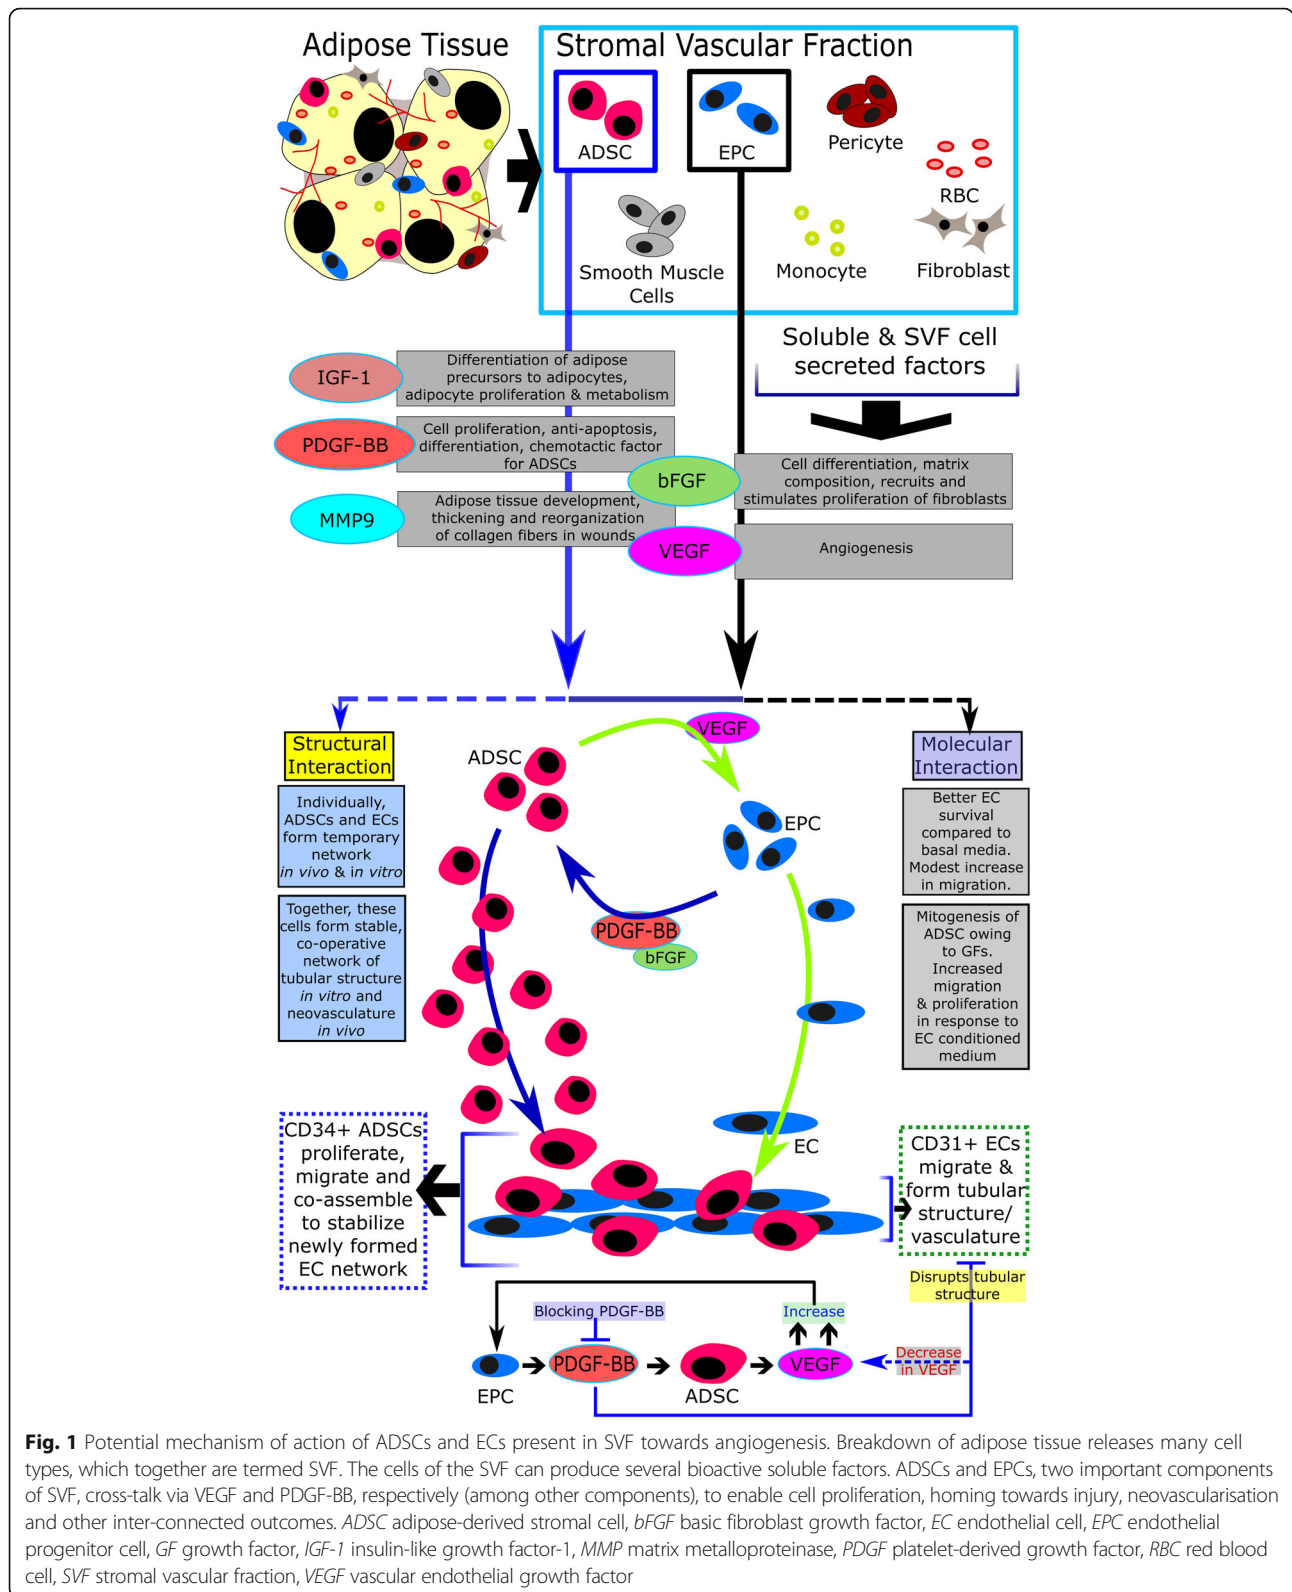 Adipose Tissue
Stromal Vascular Fraction
ADSC
EPC
Pericyte
RBC
Smooth Muscle
Cells
Monocyte
Fibroblast
Soluble & SVF cell
secreted factors
IGF-1
Differentiation of adipose
precursors to adipocytes,
adipocyte proliferation & metabolism
PDGF-BB
Cell proliferation, anti-apoptosis,
differentiation, chemotactic factor
for ADSCs
MMP9
Adipose tissue development,
thickening and reorganization
of collagen fibers in wounds
bFGF
Cell differentiation, matrix
composition, recruits and
stimulates proliferation of fibroblasts
VEGF
Angiogenesis
Structural
Interaction
Individually,
ADSCs and ECs
form temporary
network
in vivo & in vitro
Together, these
cells form stable,
co-operative
network of
tubular structure
in vitro and
neovasculature
in vivo
ADSC
VEGF
EPC
PDGF-BB
bFGF
EC
Molecular
Interaction
Better EC
survival
compared to
basal media.
Modest increase
in migration.
Mitogenesis of
ADSC owing
to GFs.
Increased
migration
& proliferation
in response to
EC conditioned
medium
CD34+ ADSCs
proliferate,
migrate and
co-assemble
to stabilize
newly formed
EC network
CD31+ ECs
migrate &
form tubular
structure/
vasculature
Disrupts tubular
structure
Blocking PDGF-BB
Increase
EPC
PDGF-BB
ADSC
VEGF
Decrease
in VEGF
Fig. 1 Potential mechanism of action of ADSCs and ECs present in SVF towards angiogenesis. Breakdown of adipose tissue releases many cell
types, which together are termed SVF. The cells of the SVF can produce several bioactive soluble factors. ADSCs and EPCs, two important components
of SVF, cross-talk via VEGF and PDGF-BB, respectively (among other components), to enable cell proliferation, homing towards injury, neovascularisation
and other inter-connected outcomes. ADSC adipose-derived stromal cell, bFGF basic fibroblast growth factor, EC endothelial cell, EPC endothelial
progenitor cell, GF growth factor, IGF-1 insulin-like growth factor-1, MMP matrix metalloproteinase, PDGF platelet-derived growth factor, RBC red blood
cell, SVF stromal vascular fraction, VEGF vascular endothelial growth factor